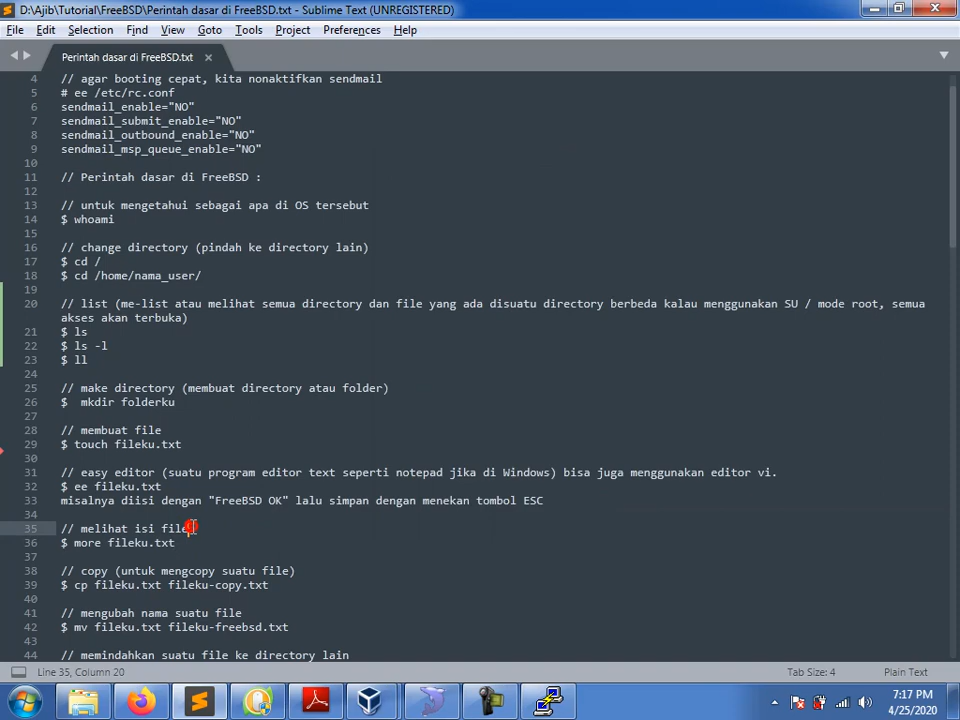 D:\Ajib\Tutorial\FreeBSD\Perintah dasar di FreeBSD.txt - Sublime Text (UNREGISTERED)
File Edit Selection Find View Goto Tools Project Preferences Help
Perintah dasar di FreeBSD.txt
4 // agar booting cepat, kita nonaktifkan sendmail
5 # ee /etc/rc.conf
6 sendmail_enable="NO"
7 sendmail_submit_enable="NO"
8 sendmail_outbound_enable="NO"
9 sendmail_msp_queue_enable="NO"
10
11 // Perintah dasar di FreeBSD :
12
13 // untuk mengetahui sebagai apa di OS tersebut
14 $ whoami
15
16 // change directory (pindah ke directory lain)
17 $ cd /
18 $ cd /home/nama_user/
19
20 // list (me-list atau melihat semua directory dan file yang ada disuatu directory berbeda kalau menggunakan SU / mode root, semua
akses akan terbuka)
21 $ ls
22 $ ls -l
23 $ ll
24
25 // make directory (membuat directory atau folder)
26 $  mkdir folderku
27
28 // membuat file
29 $ touch fileku.txt
30
31 // easy editor (suatu program editor text seperti notepad jika di Windows) bisa juga menggunakan editor vi.
32 $ ee fileku.txt
33 misalnya diisi dengan "FreeBSD OK" lalu simpan dengan menekan tombol ESC
34
35 // melihat isi file
36 $ more fileku.txt
37
38 // copy (untuk mengcopy suatu file)
39 $ cp fileku.txt fileku-copy.txt
40
41 // mengubah nama suatu file
42 $ mv fileku.txt fileku-freebsd.txt
43
44 // memindahkan suatu file ke directory lain
Line 35, Column 20 Tab Size: 4 Plain Text
7:17 PM
4/25/2020